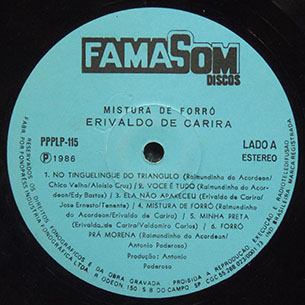 FAMASOM
DISCOS
MISTURA DE FORRÓ
ERIVALDO DE CARIRA
PPPLP-115
LADO A
℗ 1986
ESTEREO
1. NO TINGUELINGUE DO TRIANGULO (Raimundinho do Acordeon/
Chico Velho/Aloisio Cruz) / 2. VOCE É TUDO (Raimundinho do Acor-
deon/Edy Bastos) / 3. ELA NÃO APARECEU (Erivaldo de Carira/
Jose Ernesto/Fenento) / 4. MISTURA DE FORRÓ (Raimundinho
do Acordeon/Erivaldo de Carira) / 5. MINHA PRETA
(Erivaldo de Carira/Valdomiro Carlos) / 6. FORRÓ
PRÁ MORENA (Raimundinho do Acordeon/
Antonio Poderoso)
Produção: Antonio
Poderoso